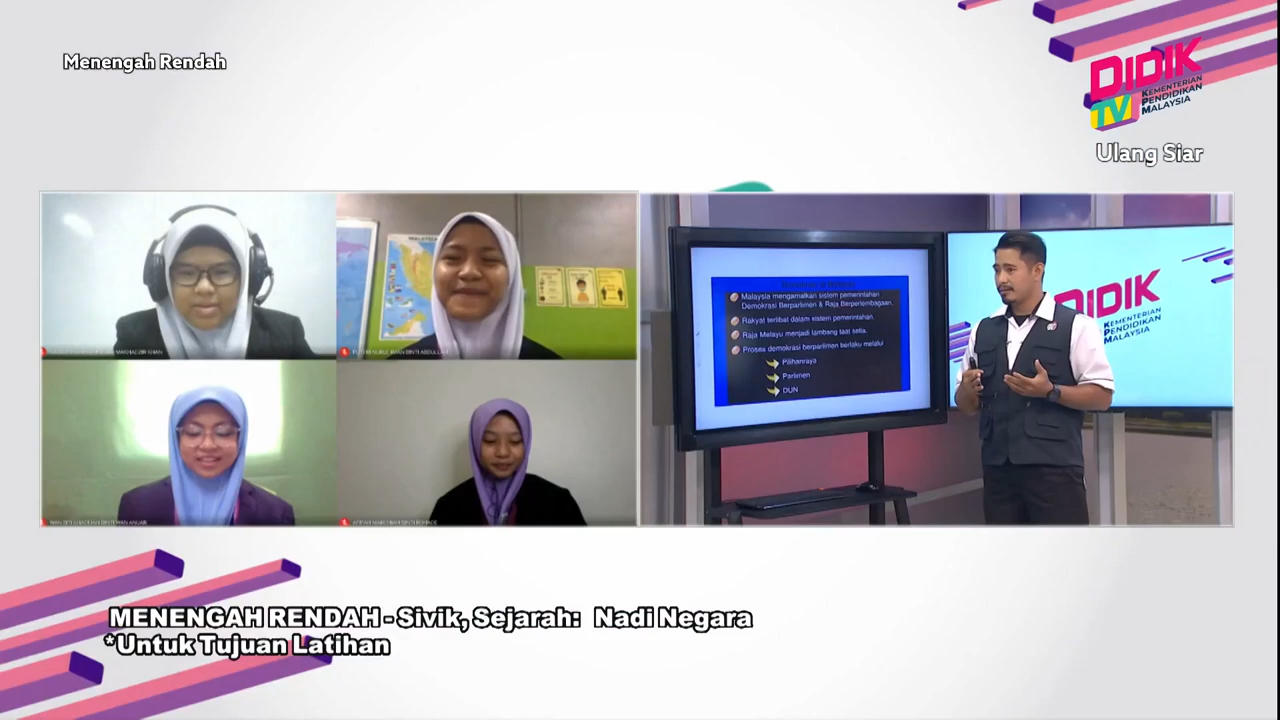 Menengah Rendah
DIDIK
TV
KEMENTERIAN
PENDIDIKAN
MALAYSIA
Ulang Siar
MALAYSIA
Malaysia mengamalkan sistem pemerintahan
Demokrasi Berparlimen & Raja Berperlembagaan.
Rakyat terlibat dalam sistem pemerintahan.
Raja Melayu menjadi lambang taat setia.
Proses demokrasi berparlimen berlaku melalui
Pilihanraya
Parlimen
DUN
DIDIK
KEMENTERIAN
PENDIDIKAN
MALAYSIA
MENENGAH RENDAH - Sivik, Sejarah: Nadi Negara
*Untuk Tujuan Latihan